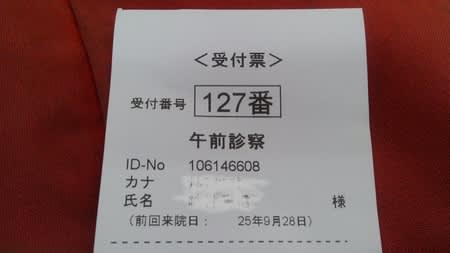 ＜受付票＞
受付番号 127番
午前診察
ID-No 106146608
カナ
氏名 様
(前回来院日： 25年9月28日)